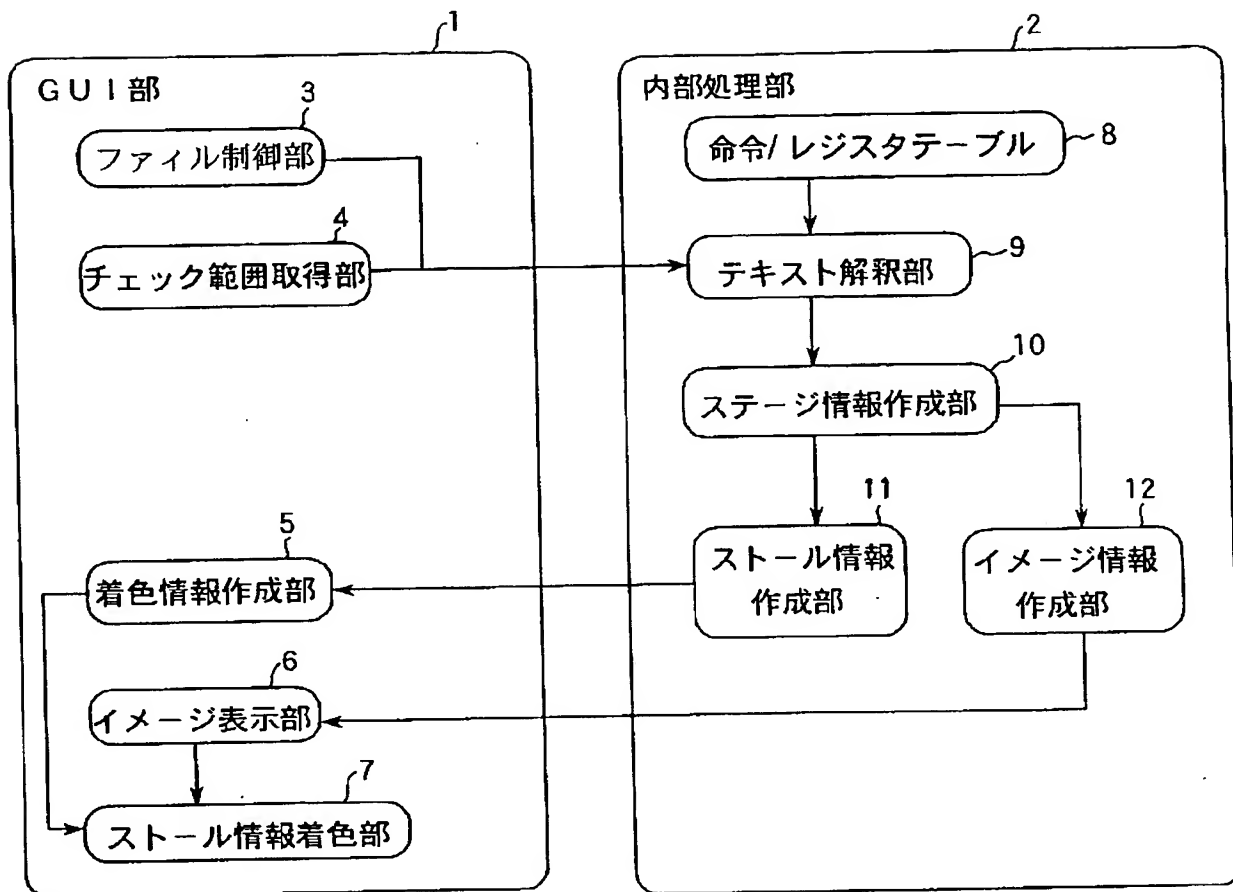 1
GUI部
3
ファイル制御部
4
チェック範囲取得部
5
着色情報作成部
6
イメージ表示部
7
ストール情報着色部
2
内部処理部
命令/レジスタテーブル
8
テキスト解釈部
9
10
ステージ情報作成部
11
ストール情報
作成部
12
イメージ情報
作成部